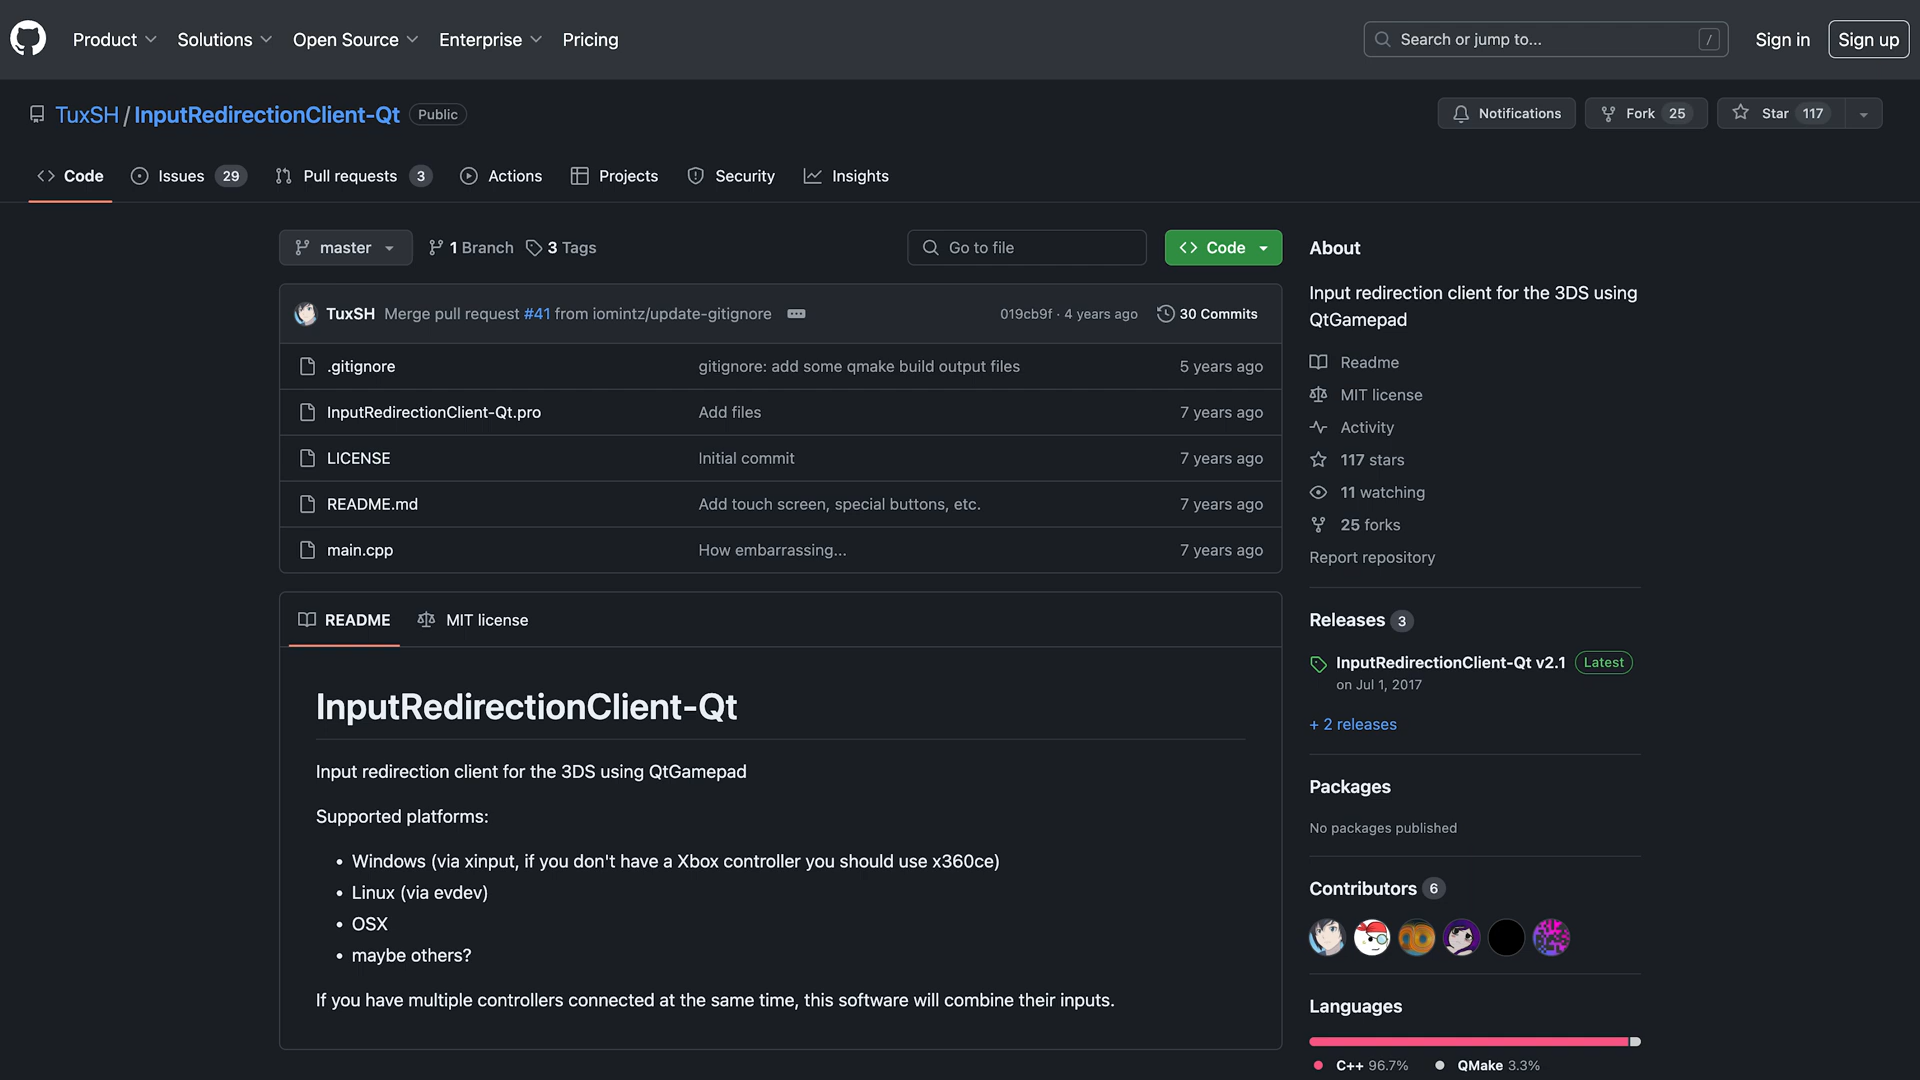 Product Solutions Open Source Enterprise Pricing Search or jump to... / Sign in Sign up
TuxSH / InputRedirectionClient-Qt Public Notifications Fork 25 Star 117
Code Issues 29 Pull requests 3 Actions Projects Security Insights
master 1 Branch 3 Tags Go to file Code
TuxSH Merge pull request #41 from iomintz/update-gitignore 019cb9f · 4 years ago 30 Commits
.gitignore gitignore: add some qmake build output files 5 years ago
InputRedirectionClient-Qt.pro Add files 7 years ago
LICENSE Initial commit 7 years ago
README.md Add touch screen, special buttons, etc. 7 years ago
main.cpp How embarrassing... 7 years ago
README MIT license
InputRedirectionClient-Qt
Input redirection client for the 3DS using QtGamepad
Supported platforms:
• Windows (via xinput, if you don't have a Xbox controller you should use x360ce)
• Linux (via evdev)
• OSX
• maybe others?
If you have multiple controllers connected at the same time, this software will combine their inputs.
About
Input redirection client for the 3DS using
QtGamepad
Readme
MIT license
Activity
117 stars
11 watching
25 forks
Report repository
Releases 3
InputRedirectionClient-Qt v2.1 Latest
on Jul 1, 2017
+ 2 releases
Packages
No packages published
Contributors 6
Languages
C++ 96.7% QMake 3.3%